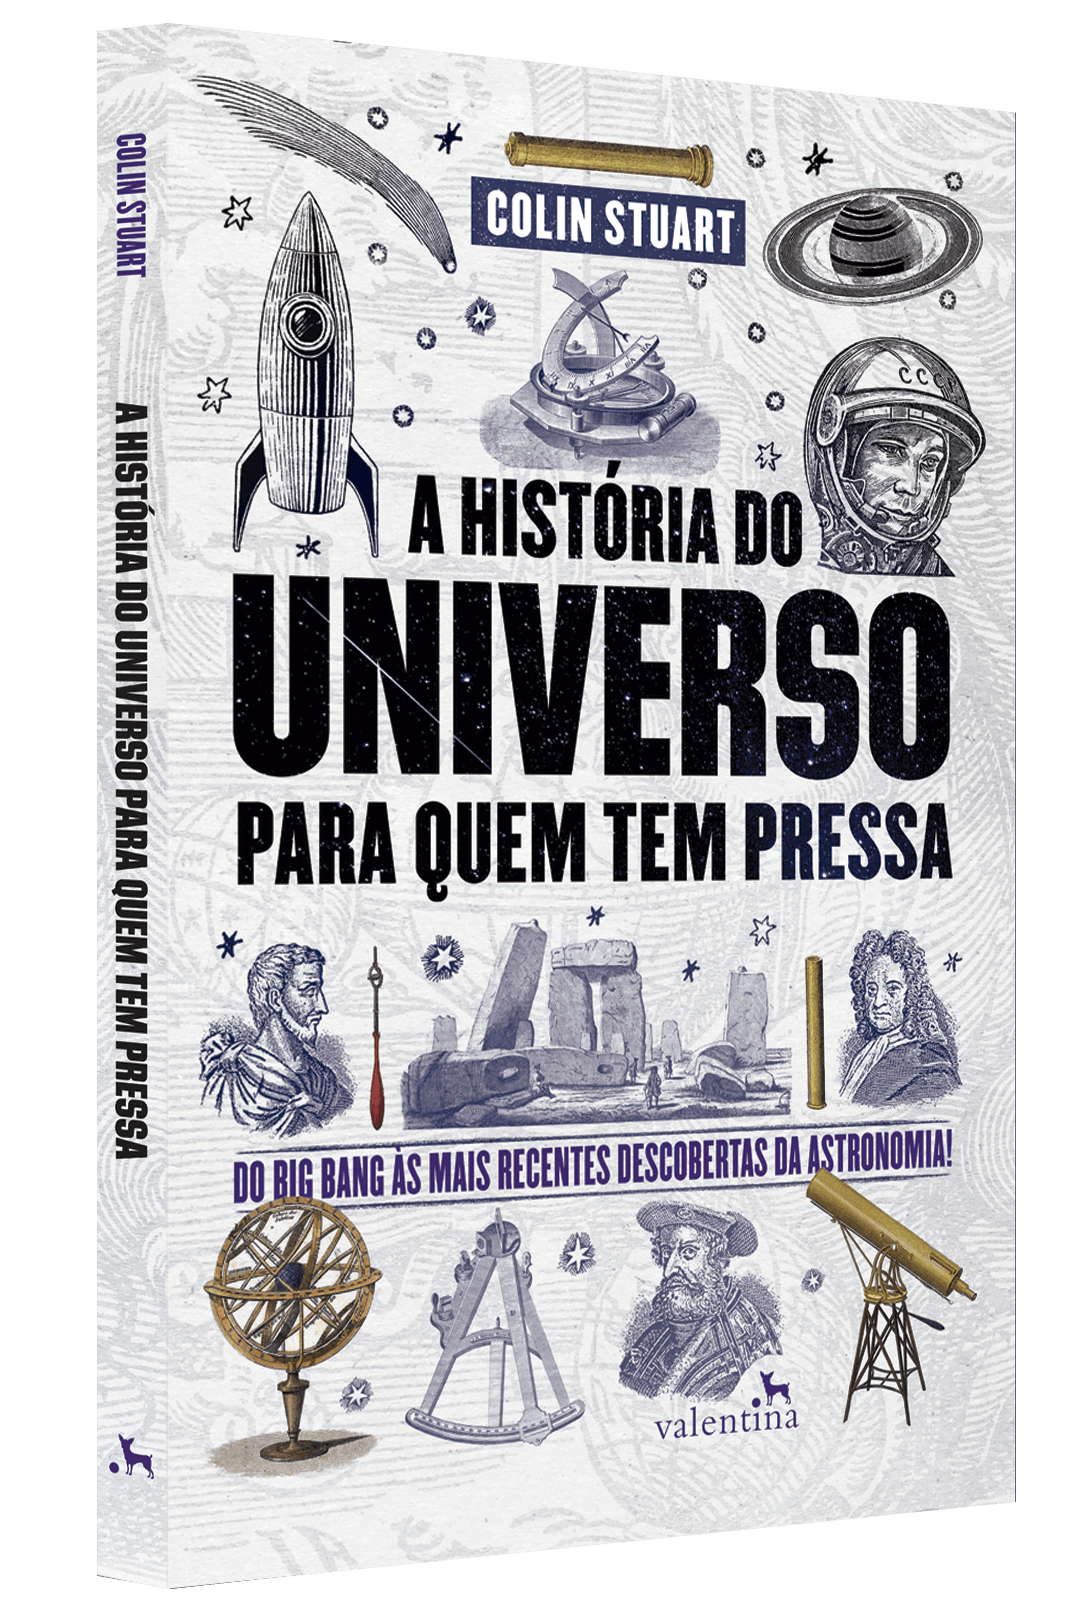 COLIN STUART
A HISTÓRIA DO UNIVERSO PARA QUEM TEM PRESSA
COLIN STUART
CCC
A HISTÓRIA DO
UNIVERSO
PARA QUEM TEM PRESSA
DO BIG BANG ÀS MAIS RECENTES DESCOBERTAS DA ASTRONOMIA!
valentina